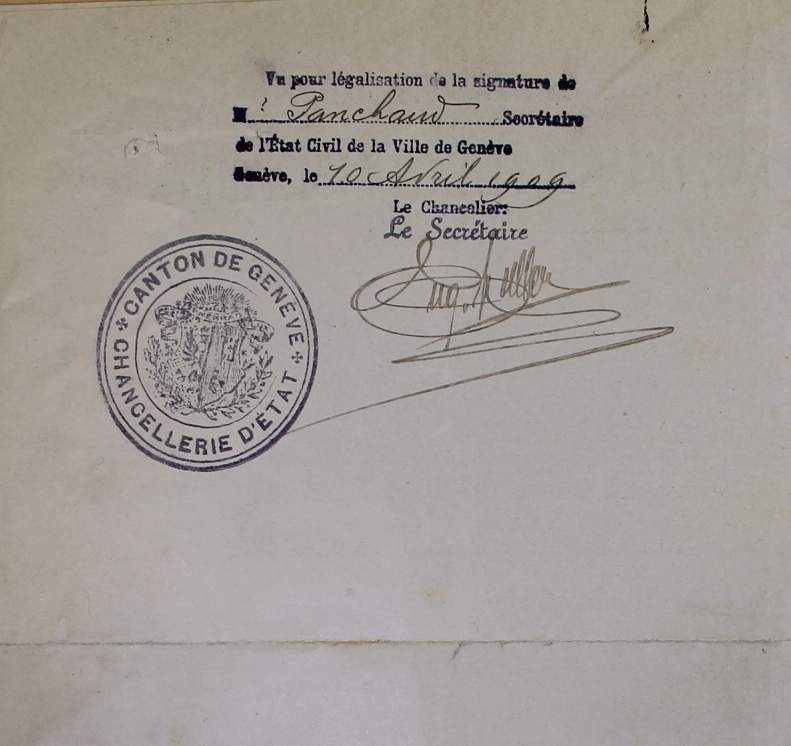 Vu pour légalisation de la signature de
M. Panchaud Secrétaire
de l'État Civil de la Ville de Genève
Genève, le 10 Avril 1909
Le Chancelier:
Le Secrétaire
CANTON DE GENÈVE
CHANCELLERIE D'ÉTAT